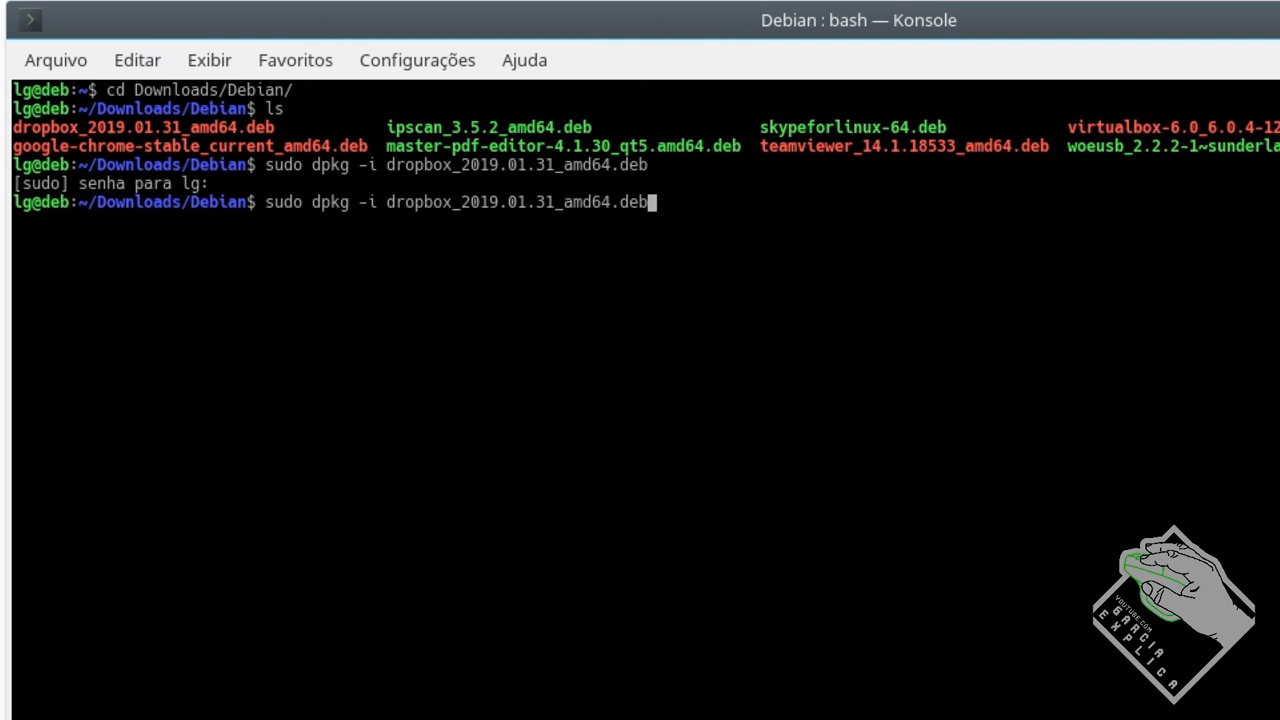 Debian : bash — Konsole
Arquivo Editar Exibir Favoritos Configurações Ajuda
lg@deb:~$ cd Downloads/Debian/
lg@deb:~/Downloads/Debian$ ls
dropbox_2019.01.31_amd64.deb ipscan_3.5.2_amd64.deb skypeforlinux-64.deb virtualbox-6.0_6.0.4-12
google-chrome-stable_current_amd64.deb master-pdf-editor-4.1.30_qt5.amd64.deb teamviewer_14.1.18533_amd64.deb woeusb_2.2.2-1~sunderla
lg@deb:~/Downloads/Debian$ sudo dpkg -i dropbox_2019.01.31_amd64.deb
[sudo] senha para lg:
lg@deb:~/Downloads/Debian$ sudo dpkg -i dropbox_2019.01.31_amd64.deb
YOUTUBE.COM
GARCIA
EXPLICA